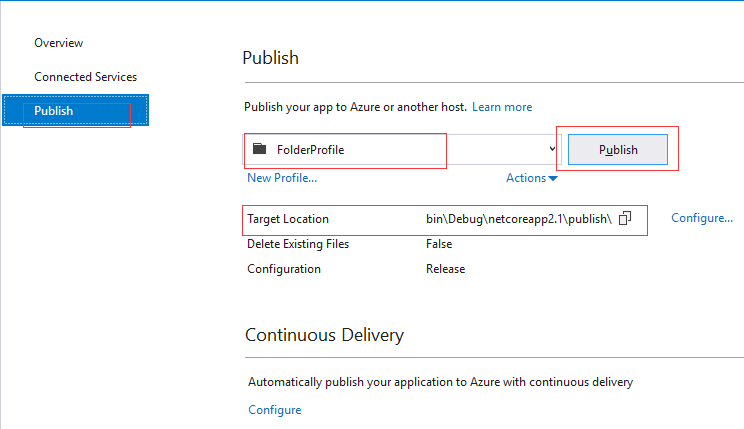 Overview
Connected Services
Publish
Publish
Publish your app to Azure or another host. Learn more
FolderProfile Publish
New Profile... Actions
Target Location bin\Debug\netcoreapp2.1\publish\ Configure...
Delete Existing Files False
Configuration Release
Continuous Delivery
Automatically publish your application to Azure with continuous delivery
Configure